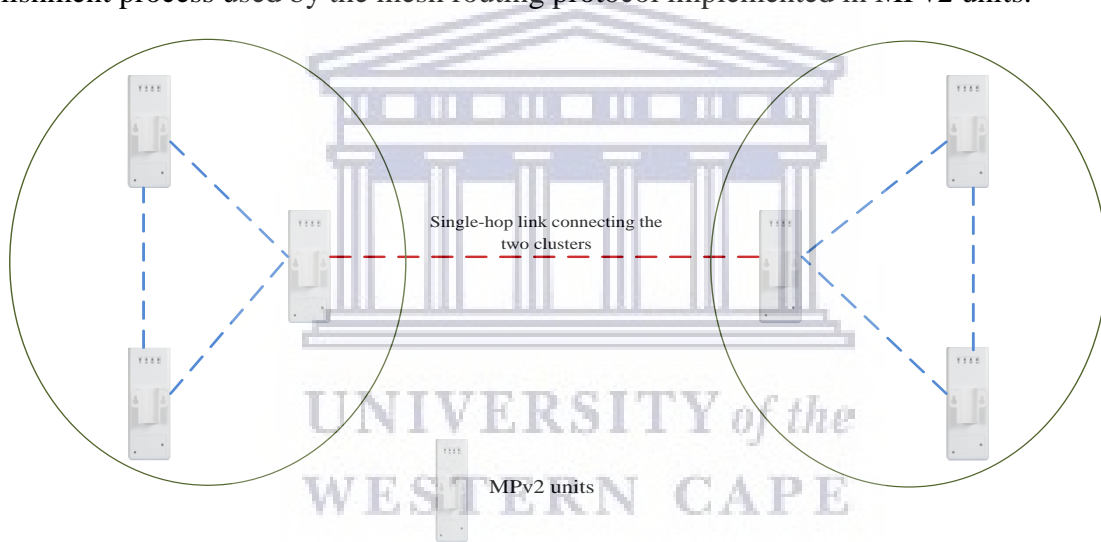 process used by the mesh routing protocol implemented in MPv2 units.
Single-hop link connecting the
two clusters
UNIVERSITY of the
MPv2 units
WESTERN CAPE